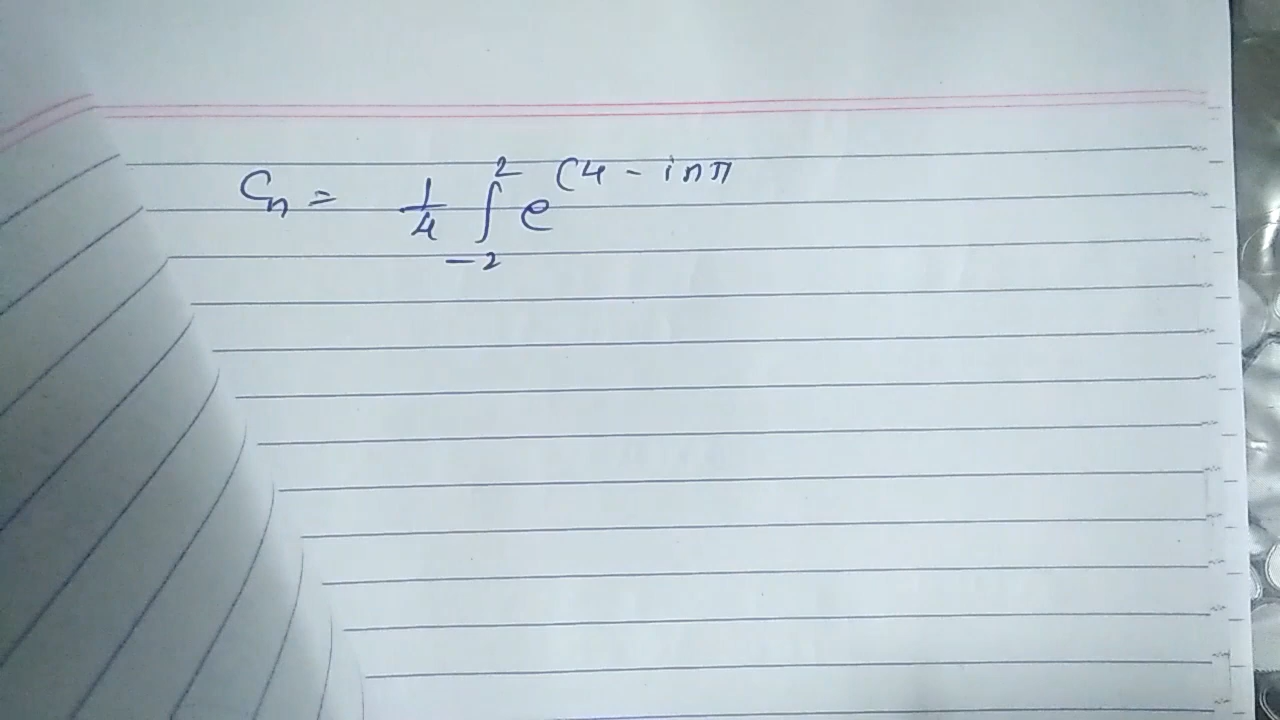 Cn = 1/4 ∫_{-2}^{2} e^{(4 - inπ